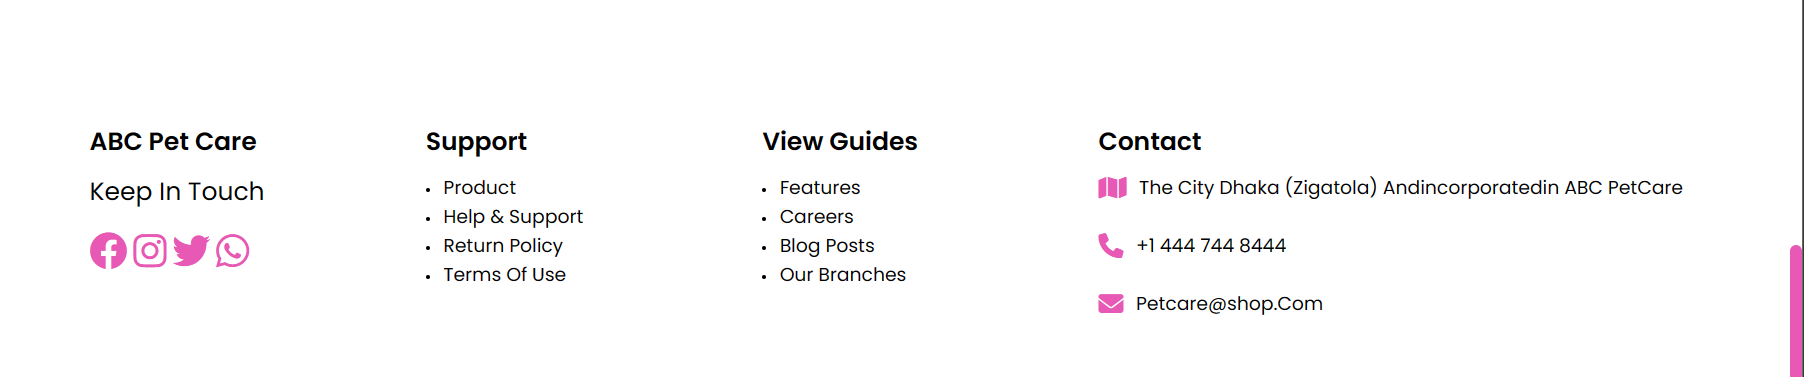 ABC Pet Care
Keep In Touch
Support
Product
Help & Support
Return Policy
Terms Of Use
View Guides
Features
Careers
Blog Posts
Our Branches
Contact
The City Dhaka (Zigatola) Andincorporatedin ABC PetCare
+1 444 744 8444
Petcare@shop.Com